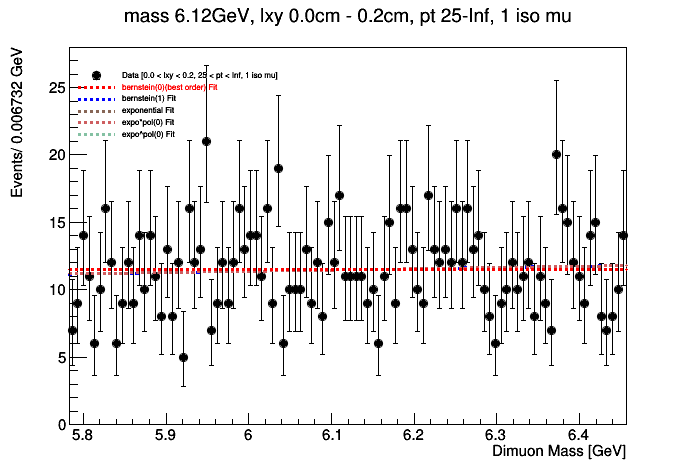 mass 6.12GeV, lxy 0.0cm - 0.2cm, pt 25-Inf, 1 iso mu
Events/ 0.006732 GeV
25
20
15
10
5
0
Data [0.0 < lxy < 0.2, 25 < pt < Inf, 1 iso mu]
bernstein(0)(best order) Fit
bernstein(1) Fit
exponential Fit
expo*pol(0) Fit
expo^pol(0) Fit
5.8 5.9 6 6.1 6.2 6.3 6.4
Dimuon Mass [GeV]